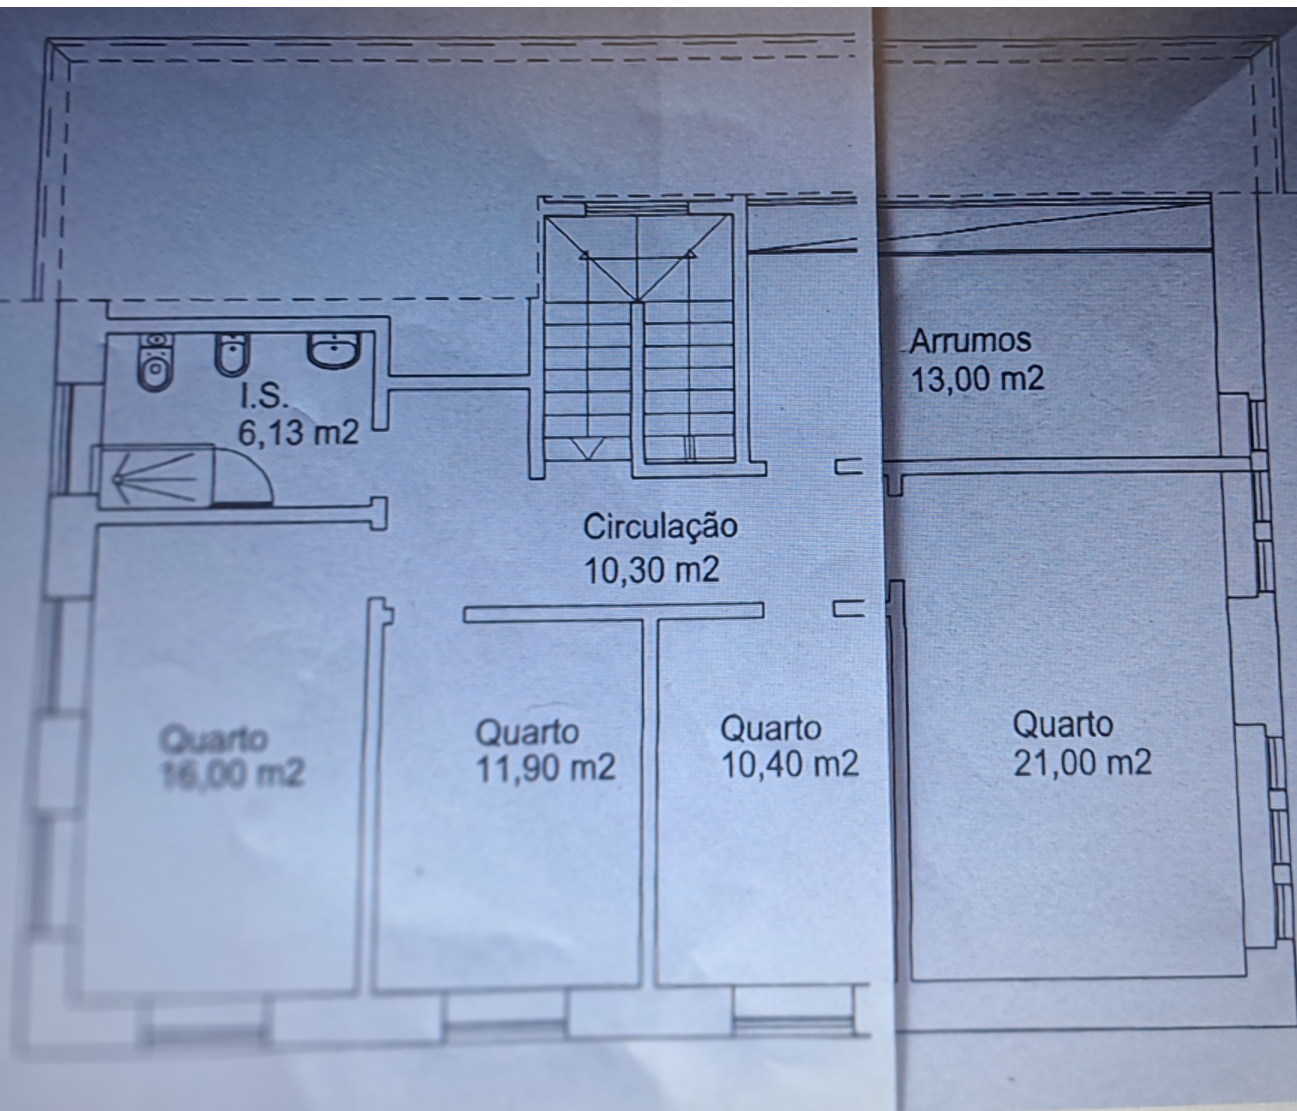 Arrumos
13,00 m2
I.S.
6,13 m2
Circulação
10,30 m2
Quarto
16,00 m2
Quarto
11,90 m2
Quarto
10,40 m2
Quarto
21,00 m2